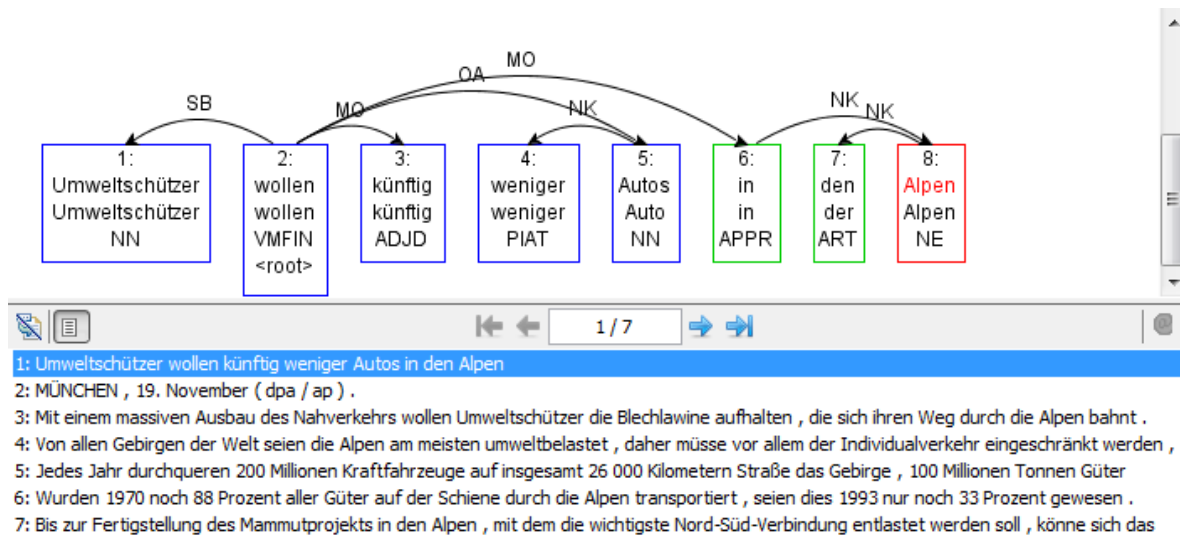 MO
OA
SB MO NK NK NK
1: 2: 3: 4: 5: 6: 7: 8:
Umweltschützer wollen künftig weniger Autos in den Alpen
Umweltschützer wollen künftig weniger Auto in der Alpen
NN VMFIN ADJD PIAT NN APPR ART NE
<root>
1 / 7
1: Umweltschützer wollen künftig weniger Autos in den Alpen
2: MÜNCHEN , 19. November ( dpa / ap ) .
3: Mit einem massiven Ausbau des Nahverkehrs wollen Umweltschützer die Blechlawine aufhalten , die sich ihren Weg durch die Alpen bahnt .
4: Von allen Gebirgen der Welt seien die Alpen am meisten umweltbelastet , daher müsse vor allem der Individualverkehr eingeschränkt werden ,
5: Jedes Jahr durchqueren 200 Millionen Kraftfahrzeuge auf insgesamt 26 000 Kilometern Straße das Gebirge , 100 Millionen Tonnen Güter
6: Wurden 1970 noch 88 Prozent aller Güter auf der Schiene durch die Alpen transportiert , seien dies 1993 nur noch 33 Prozent gewesen .
7: Bis zur Fertigstellung des Mammutprojekts in den Alpen , mit dem die wichtigste Nord-Süd-Verbindung entlastet werden soll , könne sich das